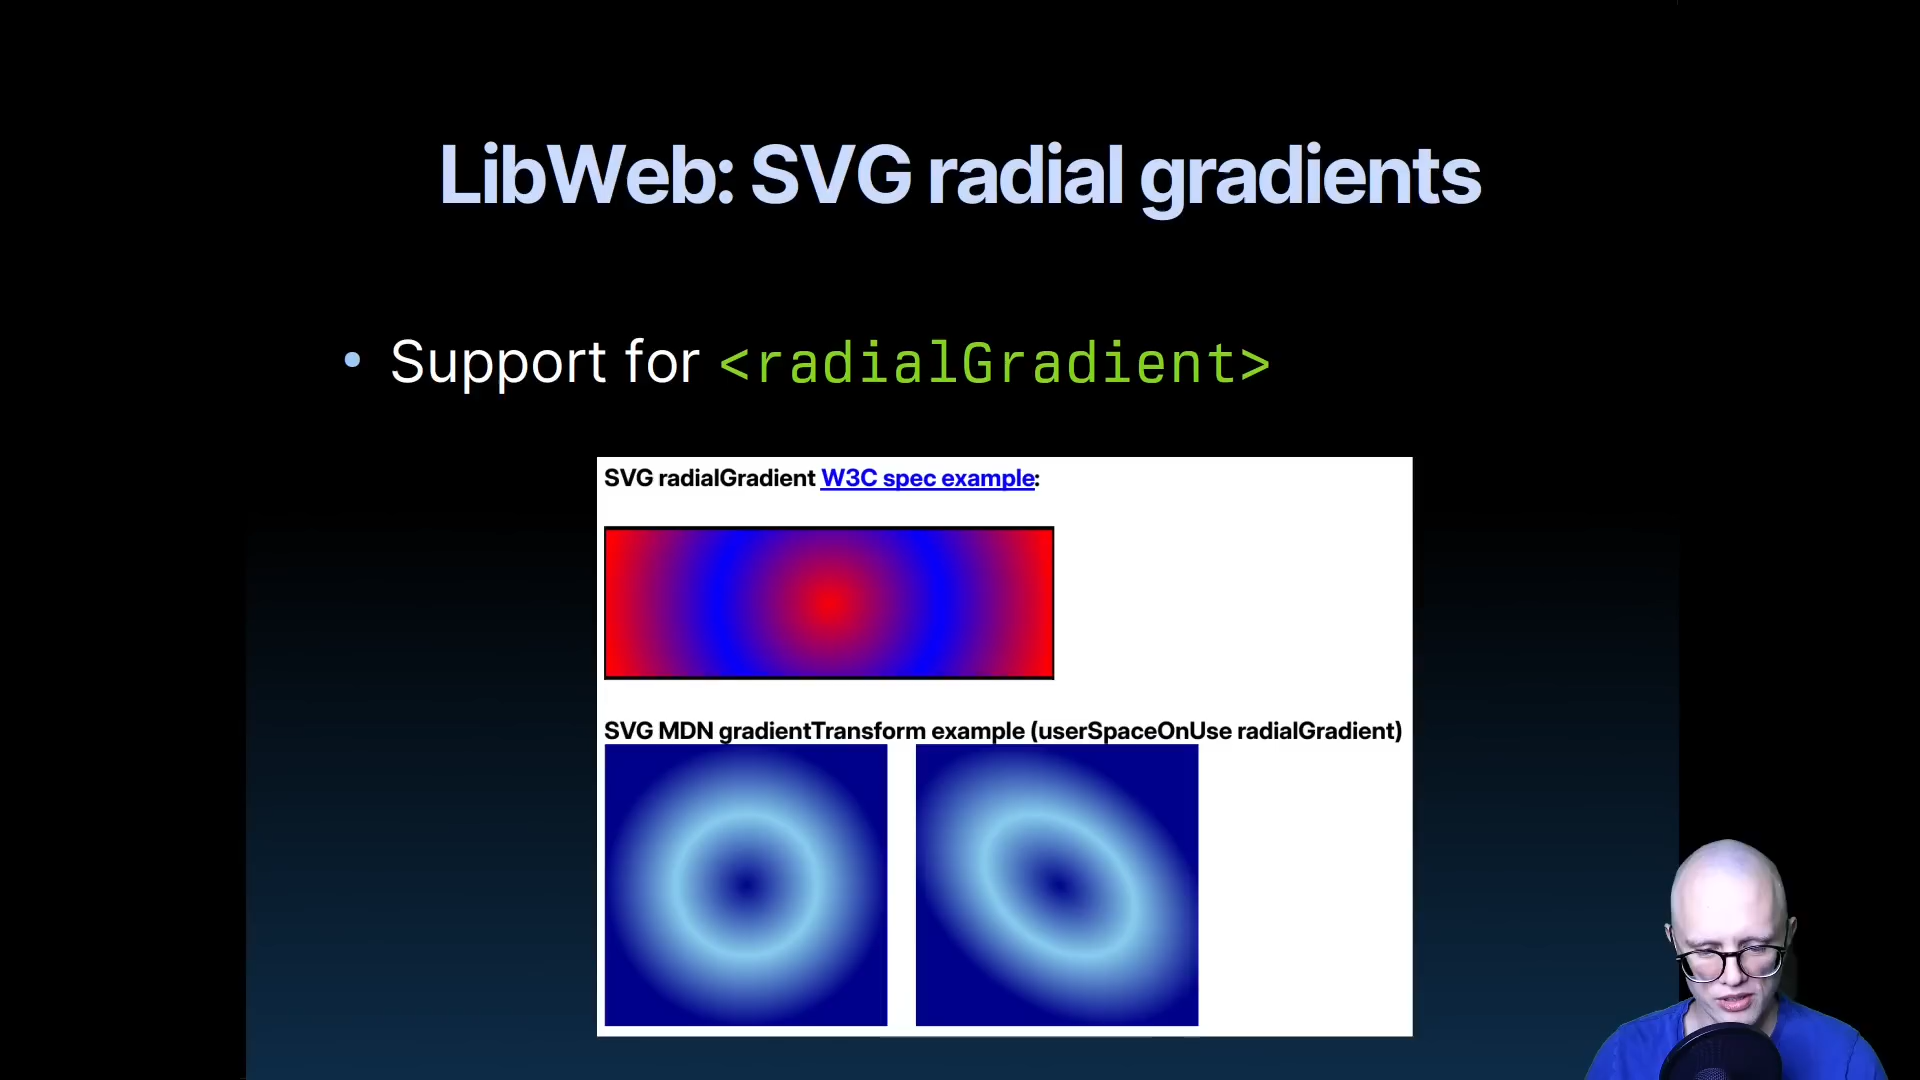 LibWeb: SVG radial gradients
• Support for <radialGradient>
SVG radialGradient W3C spec example:
SVG MDN gradientTransform example (userSpaceOnUse radialGradient)